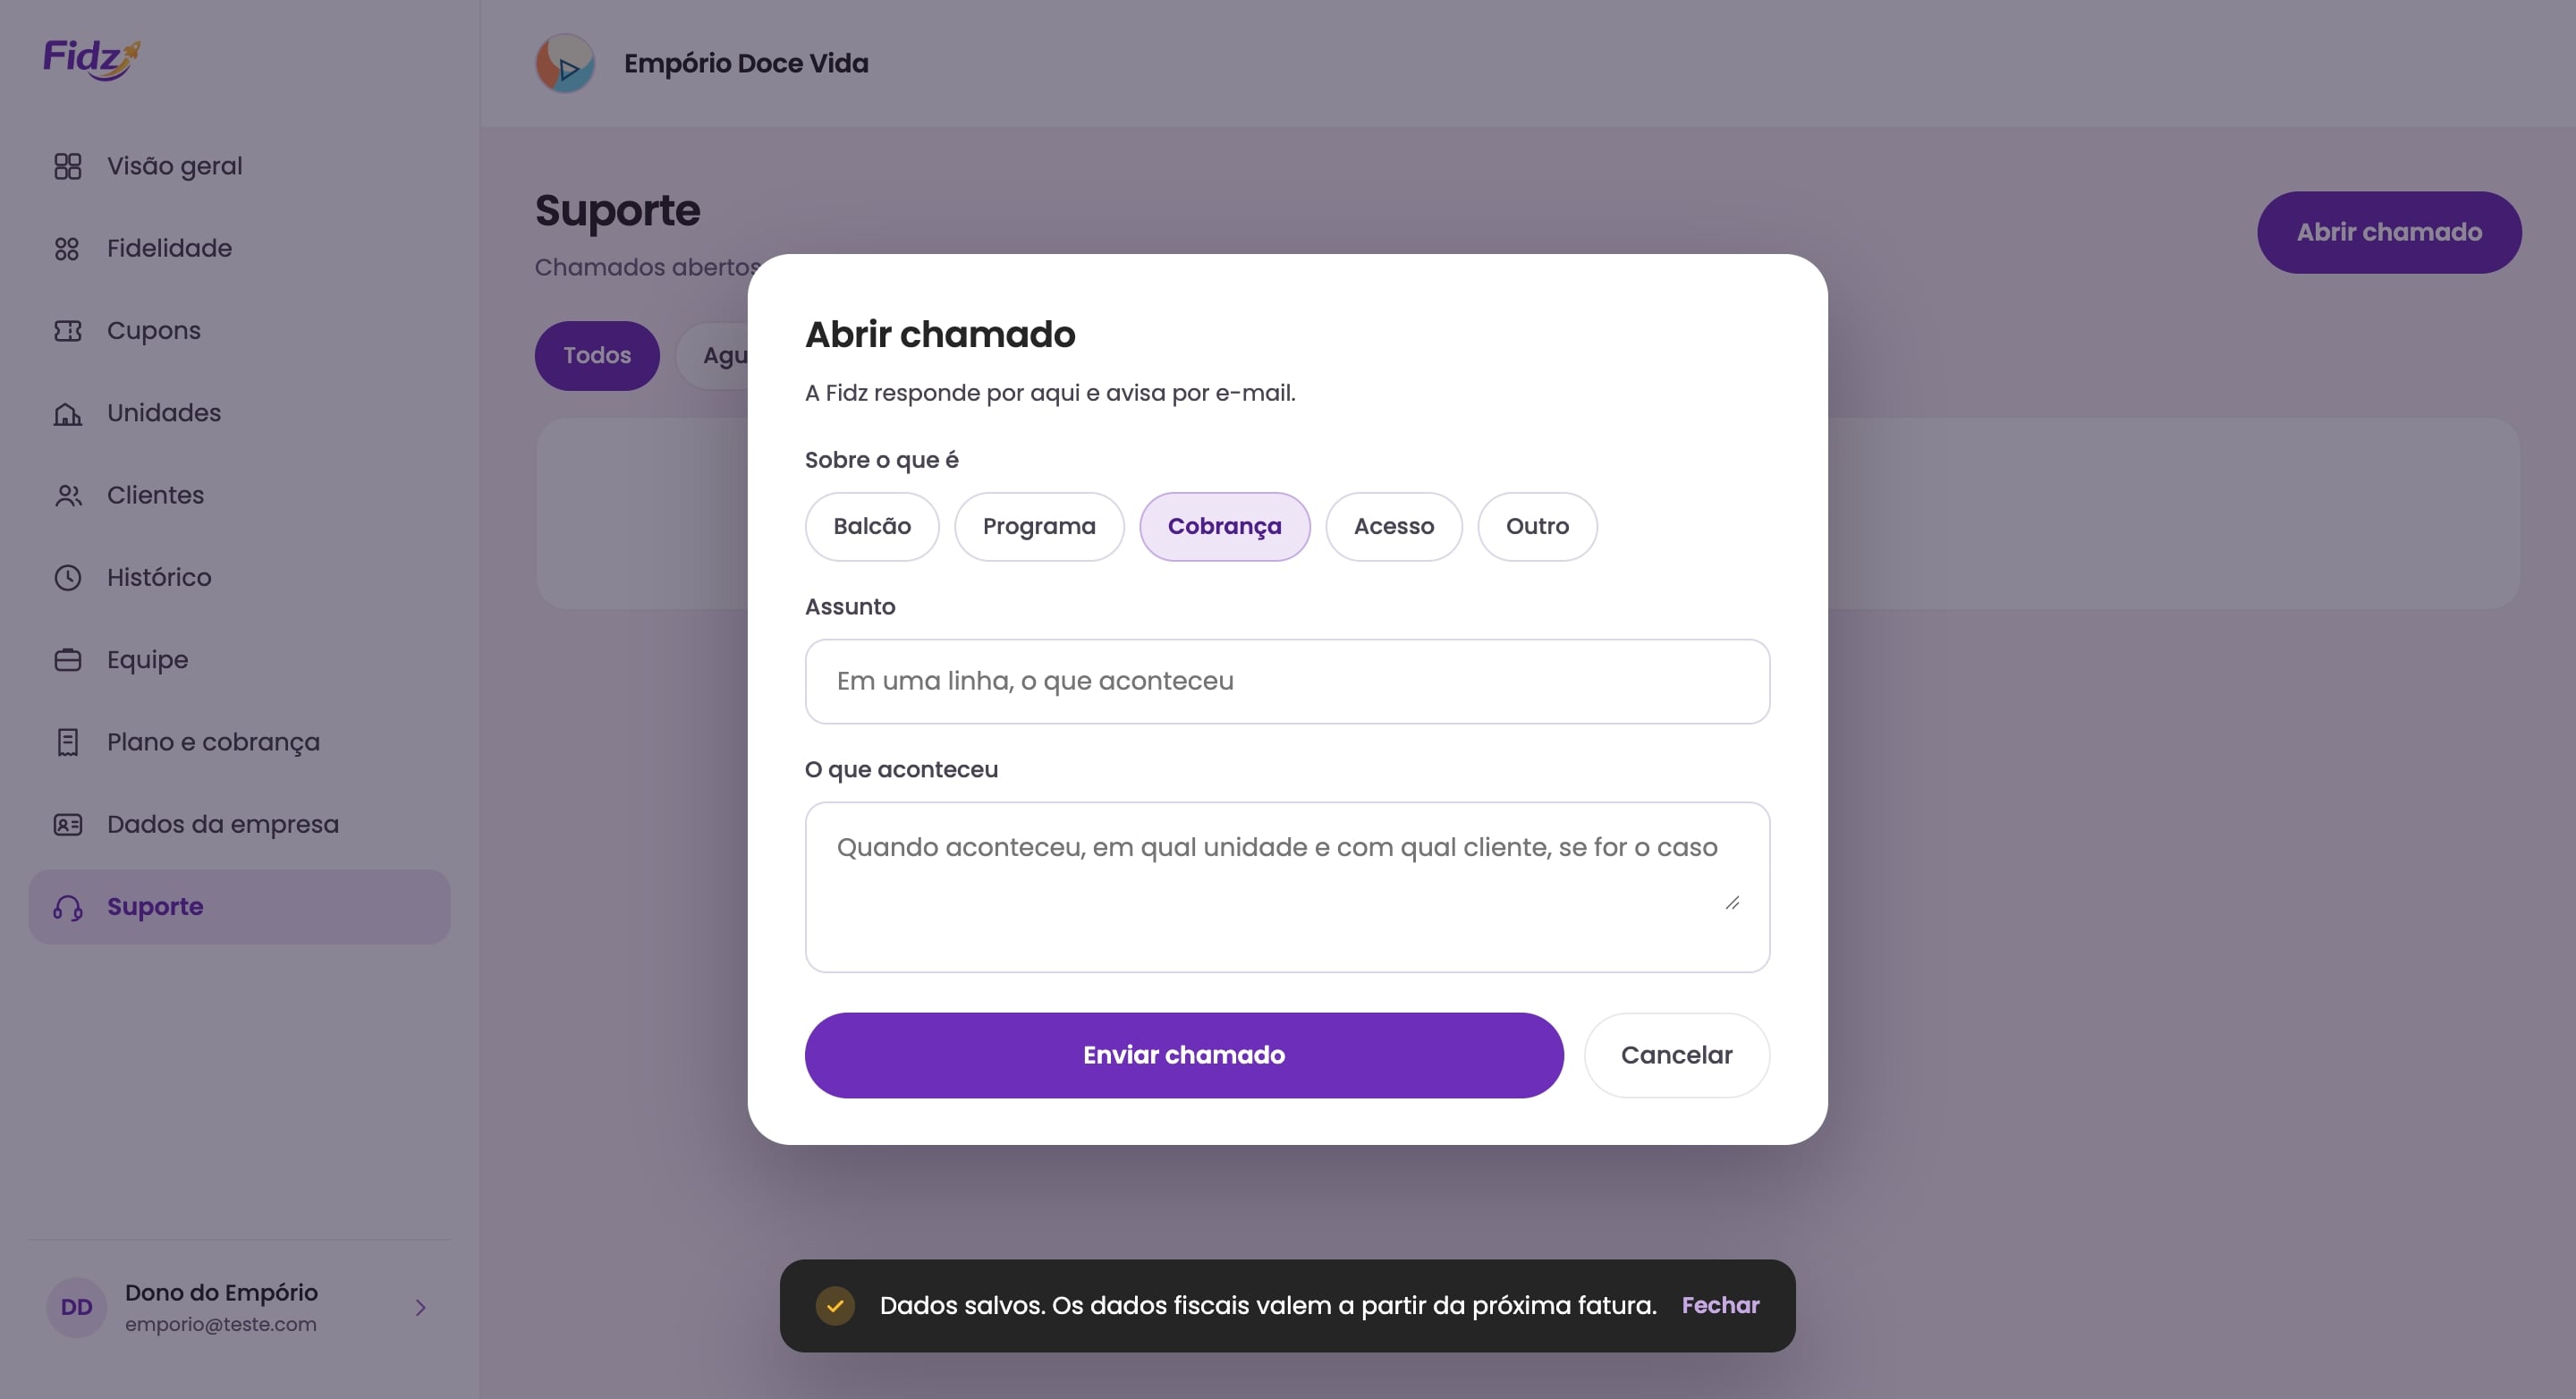 Fidz
Empório Doce Vida
Visão geral
Fidelidade
Cupons
Unidades
Clientes
Histórico
Equipe
Plano e cobrança
Dados da empresa
Suporte
DD
Dono do Empório
emporio@teste.com
Suporte
Chamados abertos
Abrir chamado
Todos
Agu
Abrir chamado
A Fidz responde por aqui e avisa por e-mail.
Sobre o que é
Balcão Programa Cobrança Acesso Outro
Assunto
Em uma linha, o que aconteceu
O que aconteceu
Quando aconteceu, em qual unidade e com qual cliente, se for o caso
Enviar chamado Cancelar
Dados salvos. Os dados fiscais valem a partir da próxima fatura. Fechar